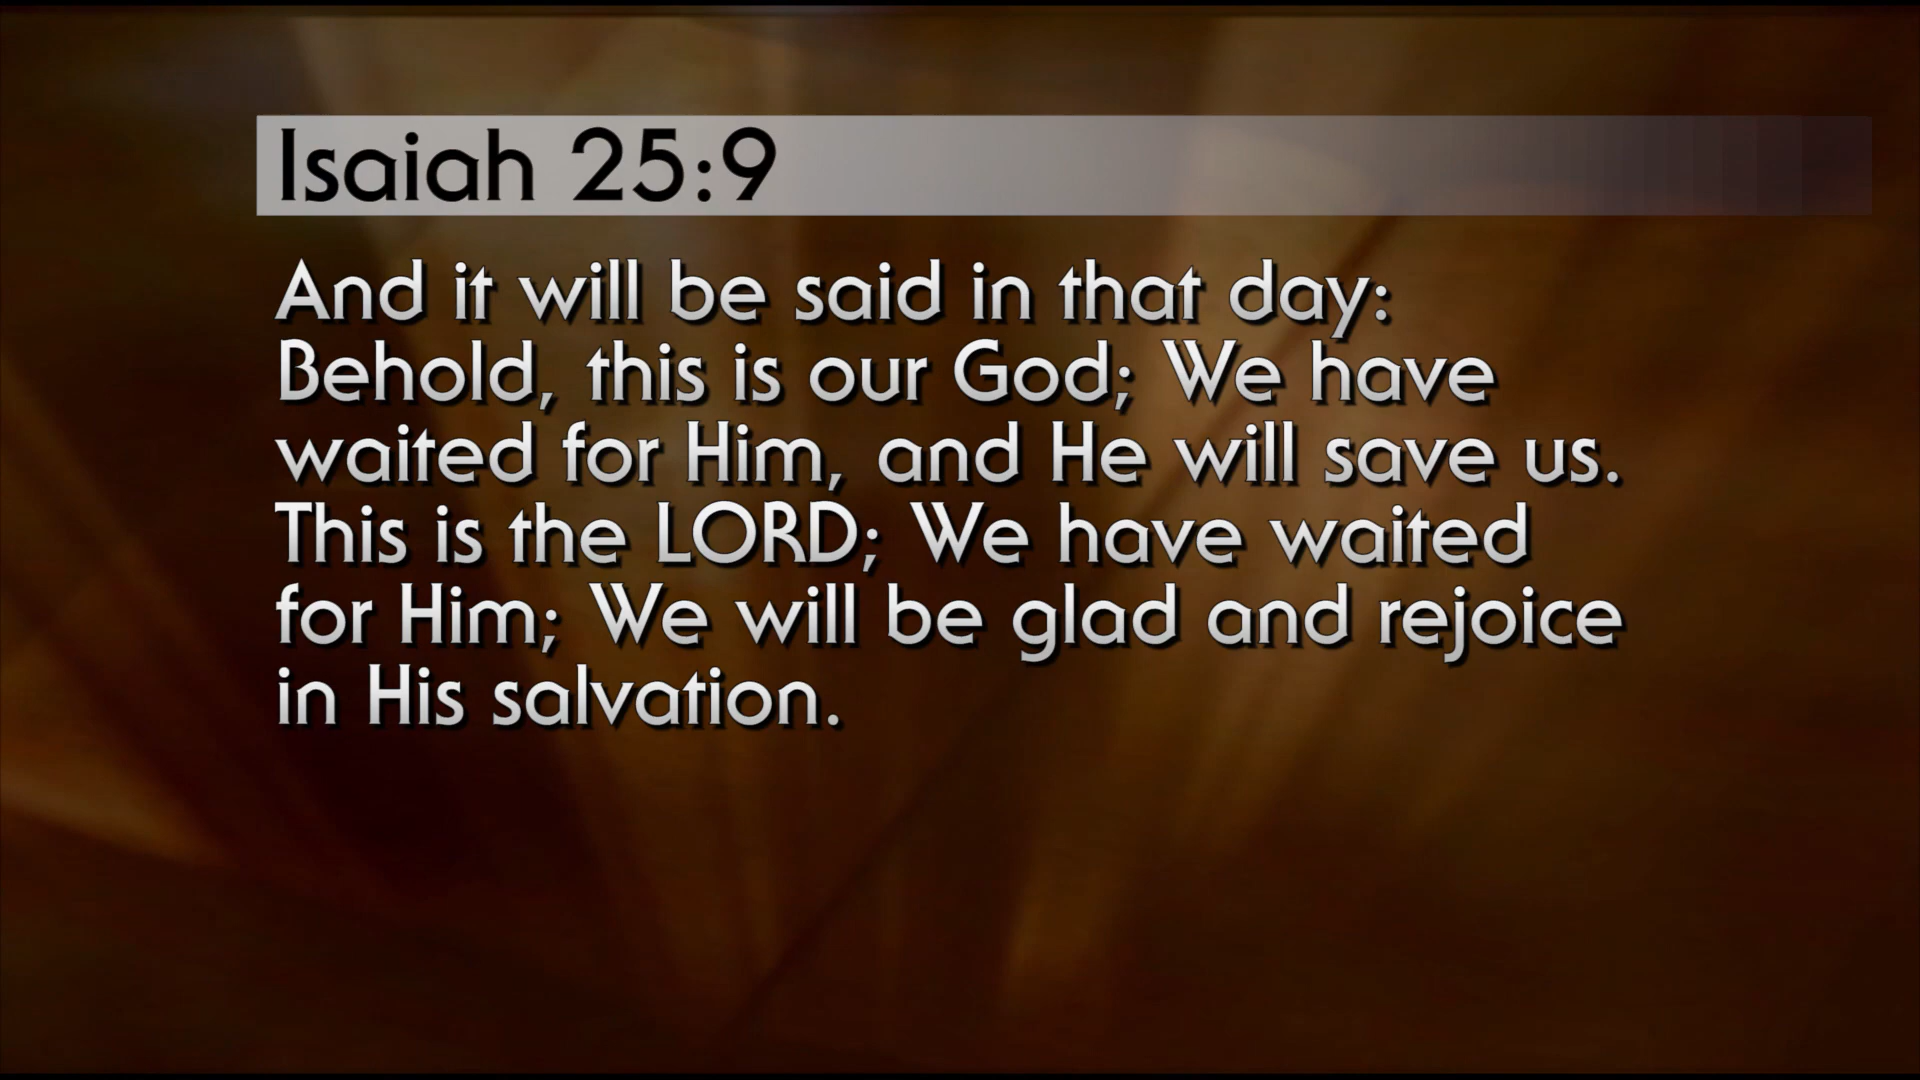 Isaiah 25:9
And it will be said in that day:
Behold, this is our God; We have
waited for Him, and He will save us.
This is the LORD; We have waited
for Him; We will be glad and rejoice
in His salvation.